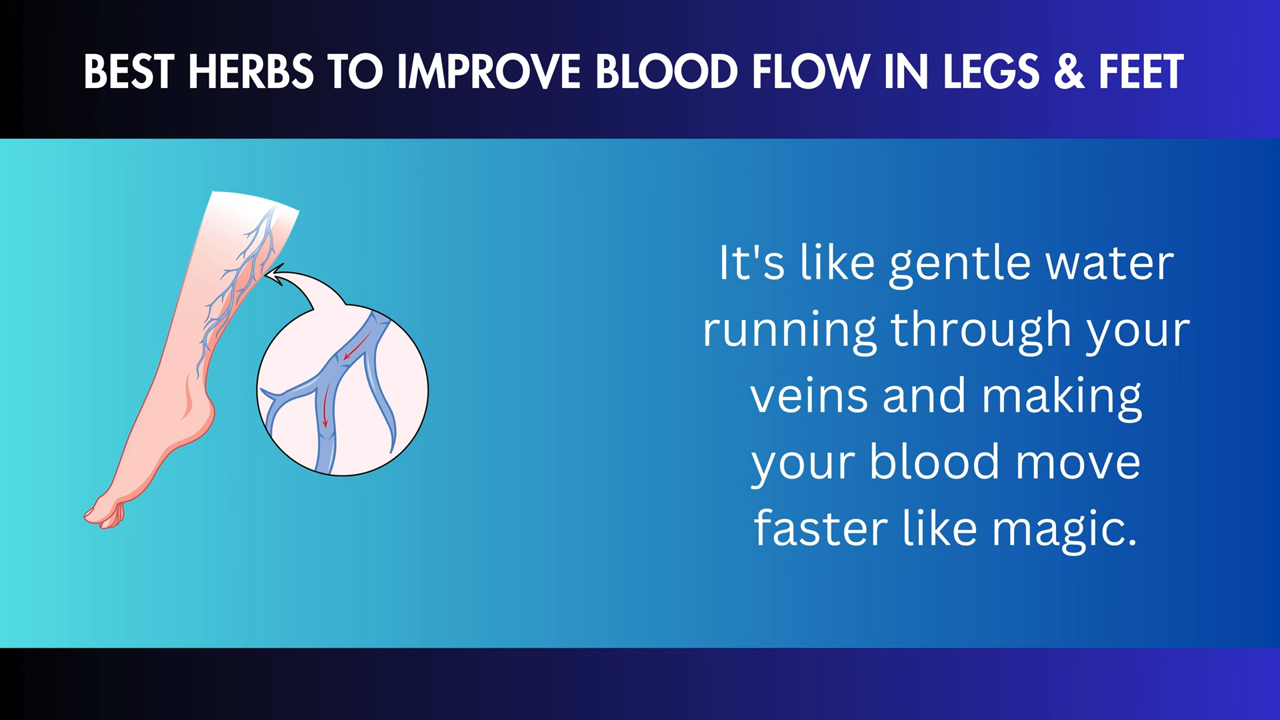 BEST HERBS TO IMPROVE BLOOD FLOW IN LEGS & FEET
It's like gentle water
running through your
veins and making
your blood move
faster like magic.